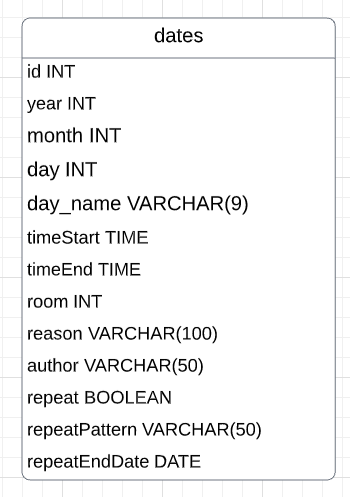 dates
id INT
year INT
month INT
day INT
day_name VARCHAR(9)
timeStart TIME
timeEnd TIME
room INT
reason VARCHAR(100)
author VARCHAR(50)
repeat BOOLEAN
repeatPattern VARCHAR(50)
repeatEndDate DATE